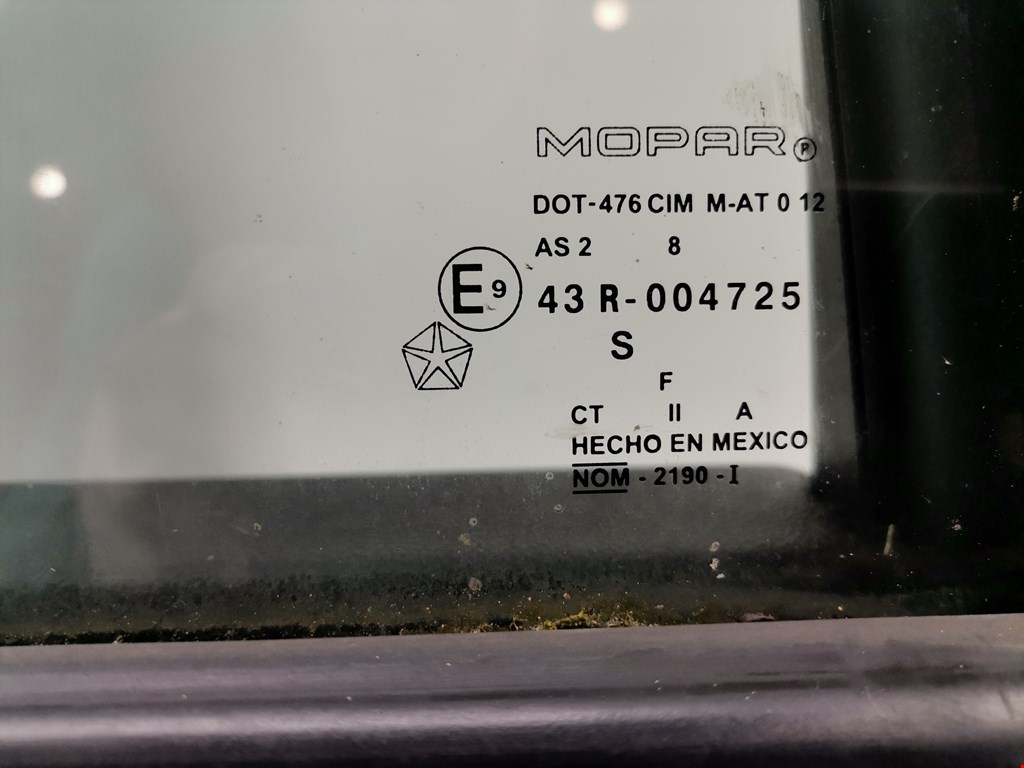 MOPAR®
DOT-476 CIM M-AT 0 12
AS 2 8
E9 43 R-004725
S
F
CT II A
HECHO EN MEXICO
NOM - 2190 - I